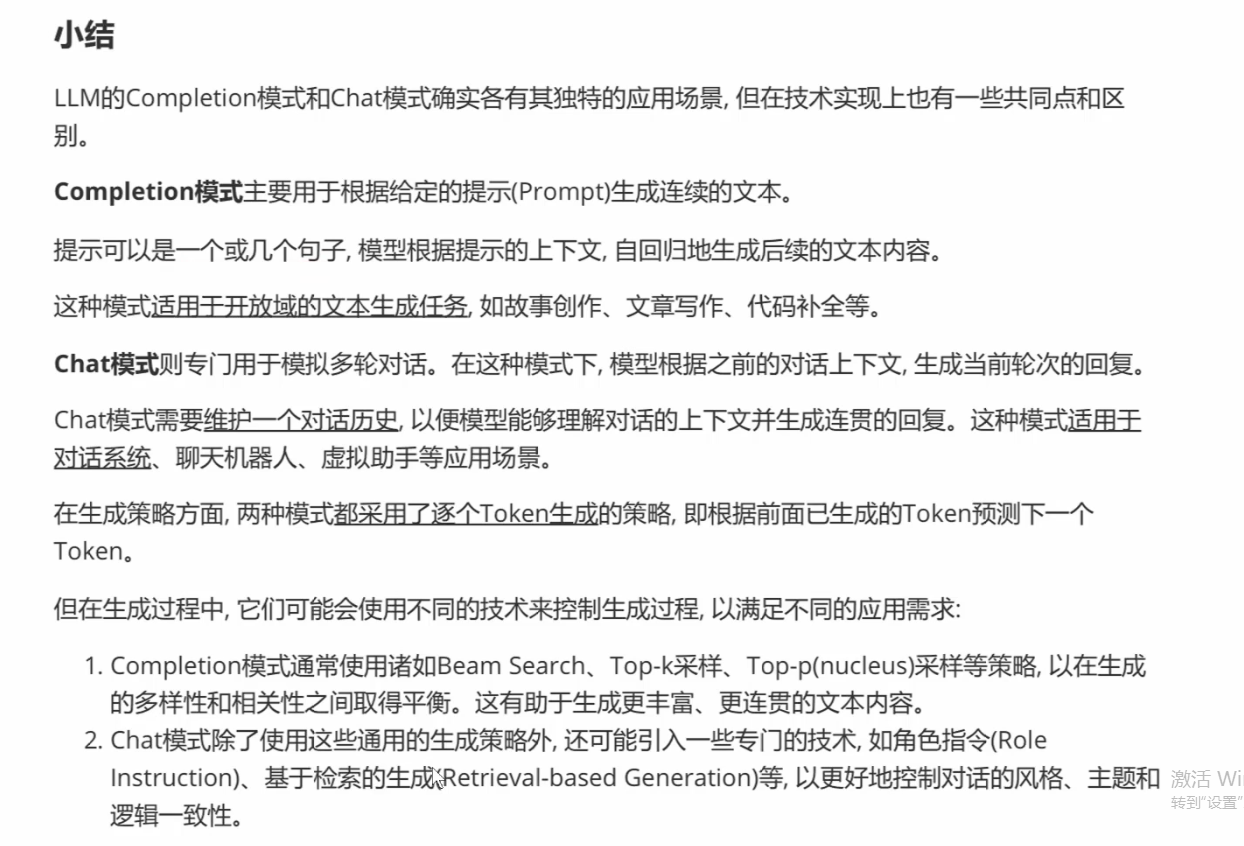 小结
LLM的Completion模式和Chat模式确实各有其独特的应用场景, 但在技术实现上也有一些共同点和区
别。
Completion模式主要用于根据给定的提示(Prompt)生成连续的文本。
提示可以是一个或几个句子, 模型根据提示的上下文, 自回归地生成后续的文本内容。
这种模式适用于开放域的文本生成任务, 如故事创作、文章写作、代码补全等。
Chat模式则专门用于模拟多轮对话。在这种模式下, 模型根据之前的对话上下文, 生成当前轮次的回复。
Chat模式需要维护一个对话历史, 以便模型能够理解对话的上下文并生成连贯的回复。这种模式适用于
对话系统、聊天机器人、虚拟助手等应用场景。
在生成策略方面, 两种模式都采用了逐个Token生成的策略, 即根据前面已生成的Token预测下一个
Token。
但在生成过程中, 它们可能会使用不同的技术来控制生成过程, 以满足不同的应用需求:
1. Completion模式通常使用诸如Beam Search、Top-k采样、Top-p(nucleus)采样等策略, 以在生成
的多样性和相关性之间取得平衡。这有助于生成更丰富、更连贯的文本内容。
2. Chat模式除了使用这些通用的生成策略外, 还可能引入一些专门的技术, 如角色指令(Role
Instruction)、基于检索的生成(Retrieval-based Generation)等, 以更好地控制对话的风格、主题和
逻辑一致性。
激活 Wi
转到"设置"